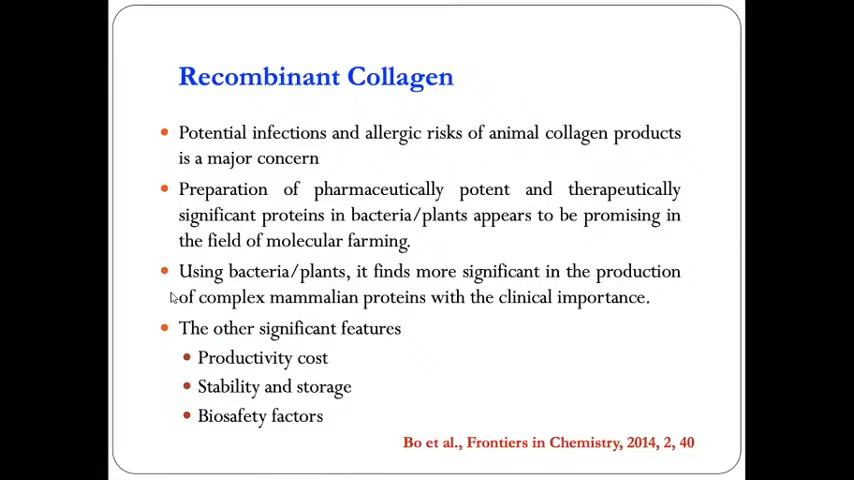 Recombinant Collagen
• Potential infections and allergic risks of animal collagen products
is a major concern
• Preparation of pharmaceutically potent and therapeutically
significant proteins in bacteria/plants appears to be promising in
the field of molecular farming.
• Using bacteria/plants, it finds more significant in the production
of complex mammalian proteins with the clinical importance.
• The other significant features
• Productivity cost
• Stability and storage
• Biosafety factors
Bo et al., Frontiers in Chemistry, 2014, 2, 40